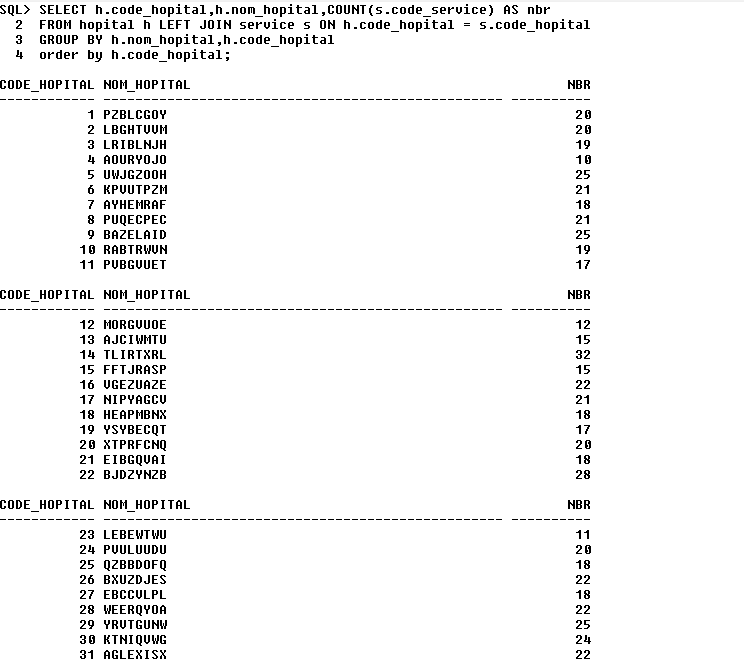 SQL> SELECT h.code_hopital,h.nom_hopital,COUNT(s.code_service) AS nbr
2 FROM hopital h LEFT JOIN service s ON h.code_hopital = s.code_hopital
3 GROUP BY h.nom_hopital,h.code_hopital
4 order by h.code_hopital;
CODE_HOPITAL NOM_HOPITAL NBR
------------ -------------------------------------------------- ----------
1 PZBLCGOY 20
2 LBGHTVVM 20
3 LRIBLNJH 19
4 AOURYOJO 10
5 UWJGZOOH 25
6 KPVUTPZM 21
7 AYHEMRAF 18
8 PUQECPEC 21
9 BAZELAID 25
10 RABTRWVN 19
11 PVBGVUET 17
CODE_HOPITAL NOM_HOPITAL NBR
------------ -------------------------------------------------- ----------
12 MORGVUOE 12
13 AJCIWMTU 15
14 TLIRTXRL 32
15 FFTJRASP 15
16 VGEZUAZE 22
17 NIPYAGCV 21
18 HEAPMBNX 18
19 YSYBECQT 17
20 XTPRFCNQ 20
21 EIBGQVAI 18
22 BJDZYNZB 28
CODE_HOPITAL NOM_HOPITAL NBR
------------ -------------------------------------------------- ----------
23 LEBEWTWU 11
24 PVULUUDU 20
25 QZBBDOFQ 18
26 BXUZDJES 22
27 EBCCVLPL 18
28 WEERQYOA 22
29 YRVTGUNW 25
30 KTNIQVWG 24
31 AGLEXISX 22